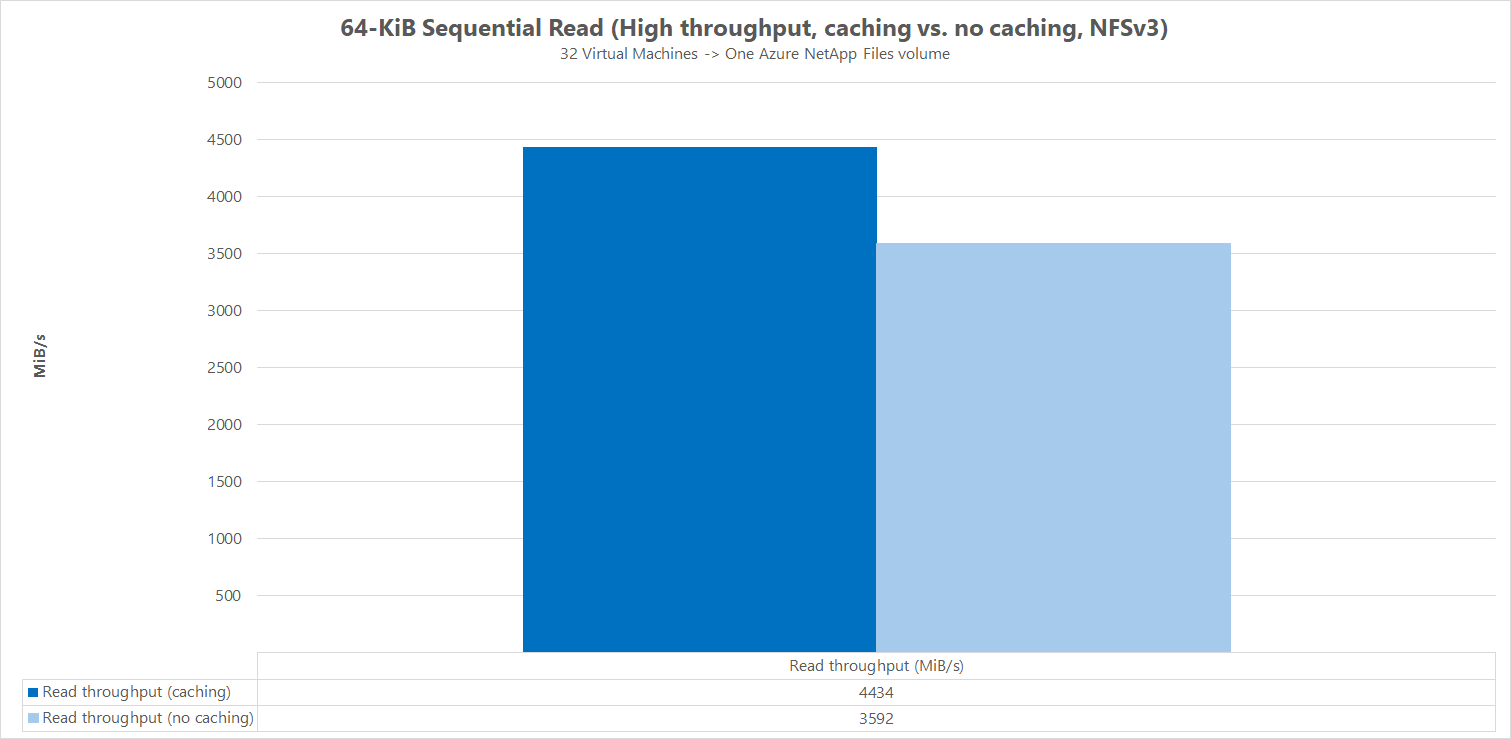 64-KiB Sequential Read (High throughput, caching vs. no caching, NFSv3)
32 Virtual Machines -> One Azure NetApp Files volume
5000
4500
4000
3500
3000
2500
2000
1500
1000
500
MiB/s
Read throughput (MiB/s)
Read throughput (caching) 4434
Read throughput (no caching) 3592